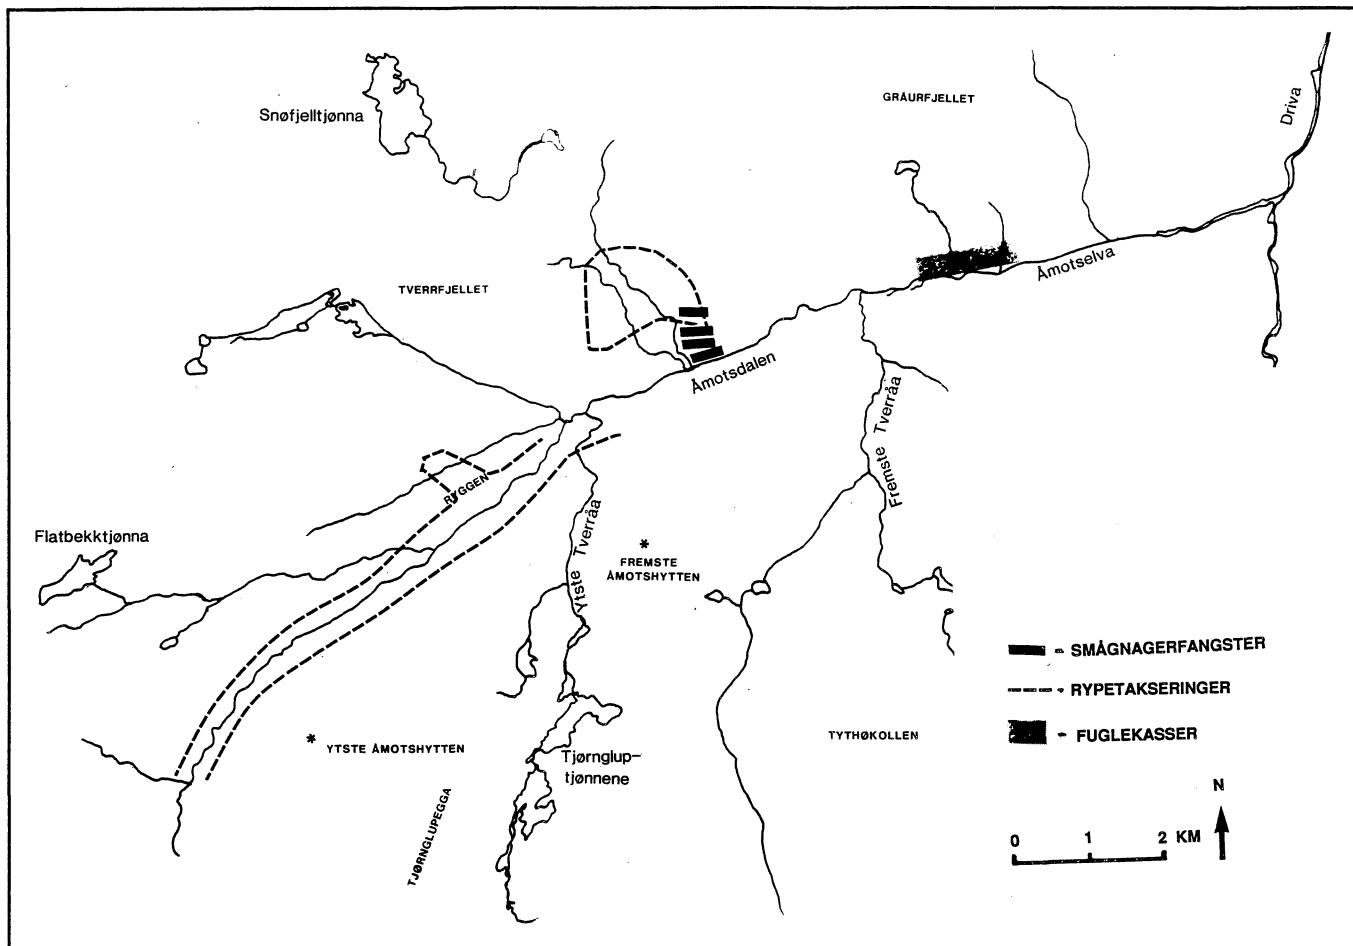 Snøfjelltjønna
GRÅURFJELLET
Driva
TVERRFJELLET
Åmotselva
Åmotsdalen
Fremste Tverråa
RYGGEN
Flatbekktjønna
Ytste Tverråa
*
FREMSTE
ÅMOTSHYTTEN
- SMÅGNAGERFANGSTER
- RYPETAKSERINGER
- FUGLEKASSER
*
YTSTE ÅMOTSHYTTEN
TYTHØKOLLEN
Tjørnglup-
tjønnene
TJØRNGLUPEGGA
N
0 1 2 KM